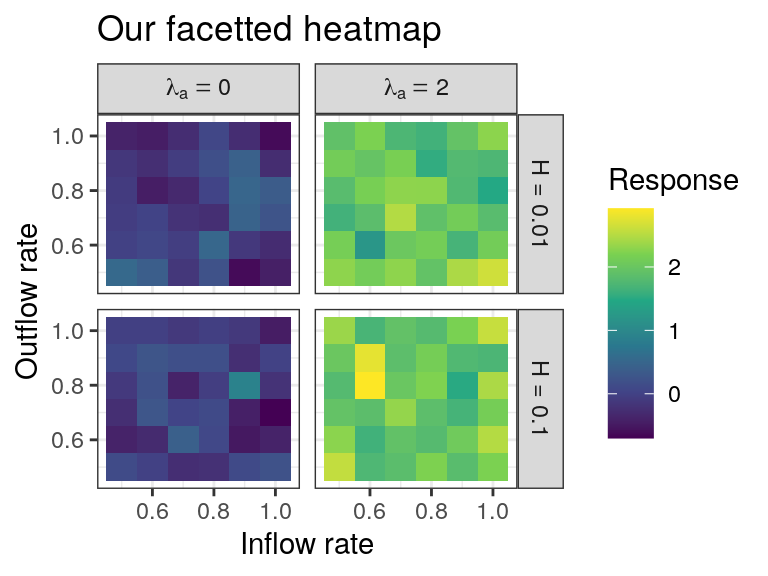 Our facetted heatmap
λa = 0
λa = 2
1.0
0.8
0.6
H = 0.01
1.0
0.8
0.6
H = 0.1
0.6 0.8 1.0
0.6 0.8 1.0
Inflow rate
Outflow rate
Response
2
1
0